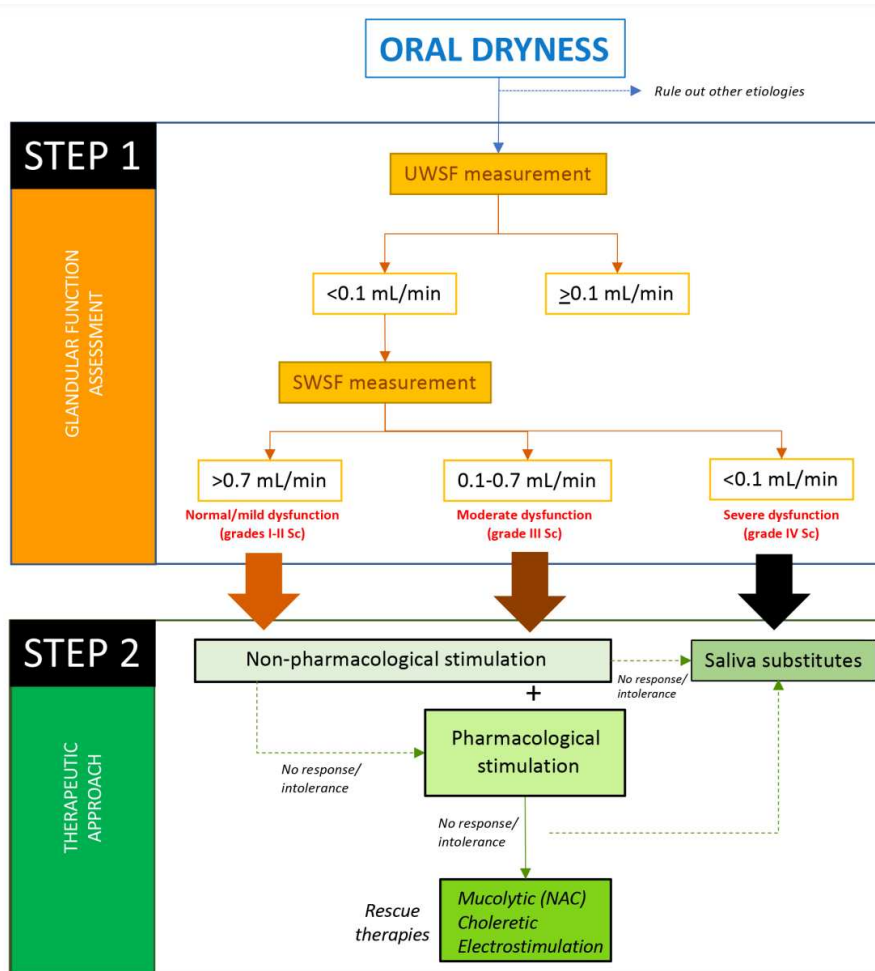 ORAL DRYNESS
Rule out other etiologies
STEP 1
GLANDULAR FUNCTION
ASSESSMENT
UWSF measurement
<0.1 mL/min
≥0.1 mL/min
SWSF measurement
>0.7 mL/min
0.1-0.7 mL/min
<0.1 mL/min
Normal/mild dysfunction
(grades I-II Sc)
Moderate dysfunction
(grade III Sc)
Severe dysfunction
(grade IV Sc)
STEP 2
THERAPEUTIC
APPROACH
Non-pharmacological stimulation
No response/
intolerance
Saliva substitutes
+
Pharmacological
stimulation
No response/
intolerance
No response/
intolerance
Rescue
therapies
Mucolytic (NAC)
Choleretic
Electrostimulation